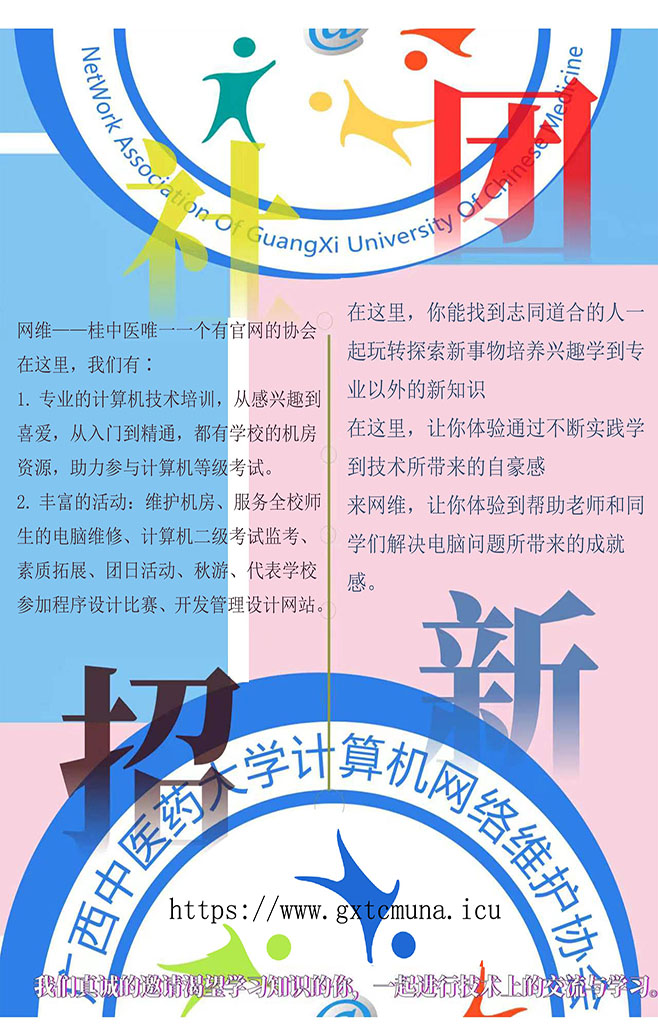 NetWork Association Of GuangXi University Of Chinese Medicine
社团
网维——桂中医唯一一个有官网的协会
在这里，我们有：
1. 专业的计算机技术培训，从感兴趣到
喜爱，从入门到精通，都有学校的机房
资源，助力参与计算机等级考试。
2. 丰富的活动：维护机房、服务全校师
生的电脑维修、计算机二级考试监考、
素质拓展、团日活动、秋游、代表学校
参加程序设计比赛、开发管理设计网站。
在这里，你能找到志同道合的人一
起玩转探索新事物培养兴趣学到专
业以外的新知识
在这里，让你体验通过不断实践学
到技术所带来的自豪感
来网维，让你体验到帮助老师和同
学们解决电脑问题所带来的成就
感。
招新
广西中医药大学计算机网络维护协会
https://www.gxtcmuna.icu
我们真诚的邀请渴望学习知识的你，一起进行技术上的交流与学习。